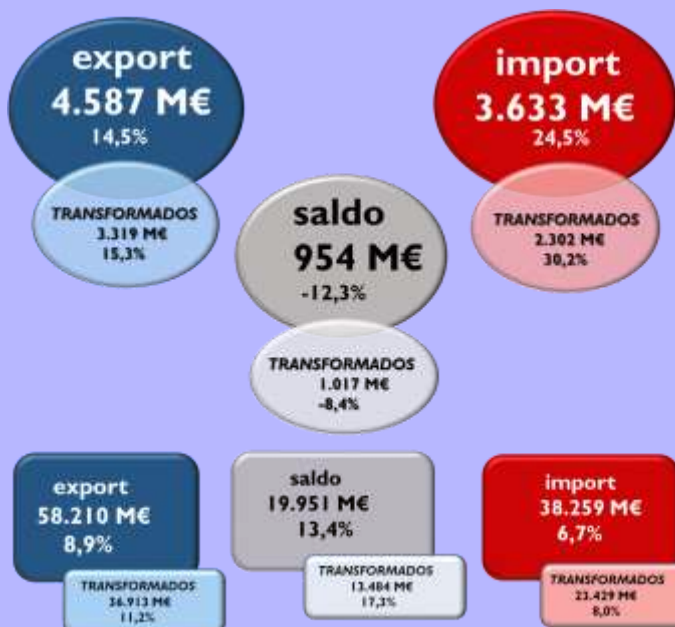 export
4.587 M€
14,5%
TRANSFORMADOS
3.319 M€
15,3%
import
3.633 M€
24,5%
TRANSFORMADOS
2.302 M€
30,2%
saldo
954 M€
-12,3%
TRANSFORMADOS
1.017 M€
-8,4%
export
58.210 M€
8,9%
TRANSFORMADOS
36.913 M€
11,2%
saldo
19.951 M€
13,4%
TRANSFORMADOS
13.484 M€
17,3%
import
38.259 M€
6,7%
TRANSFORMADOS
23.429 M€
8,0%